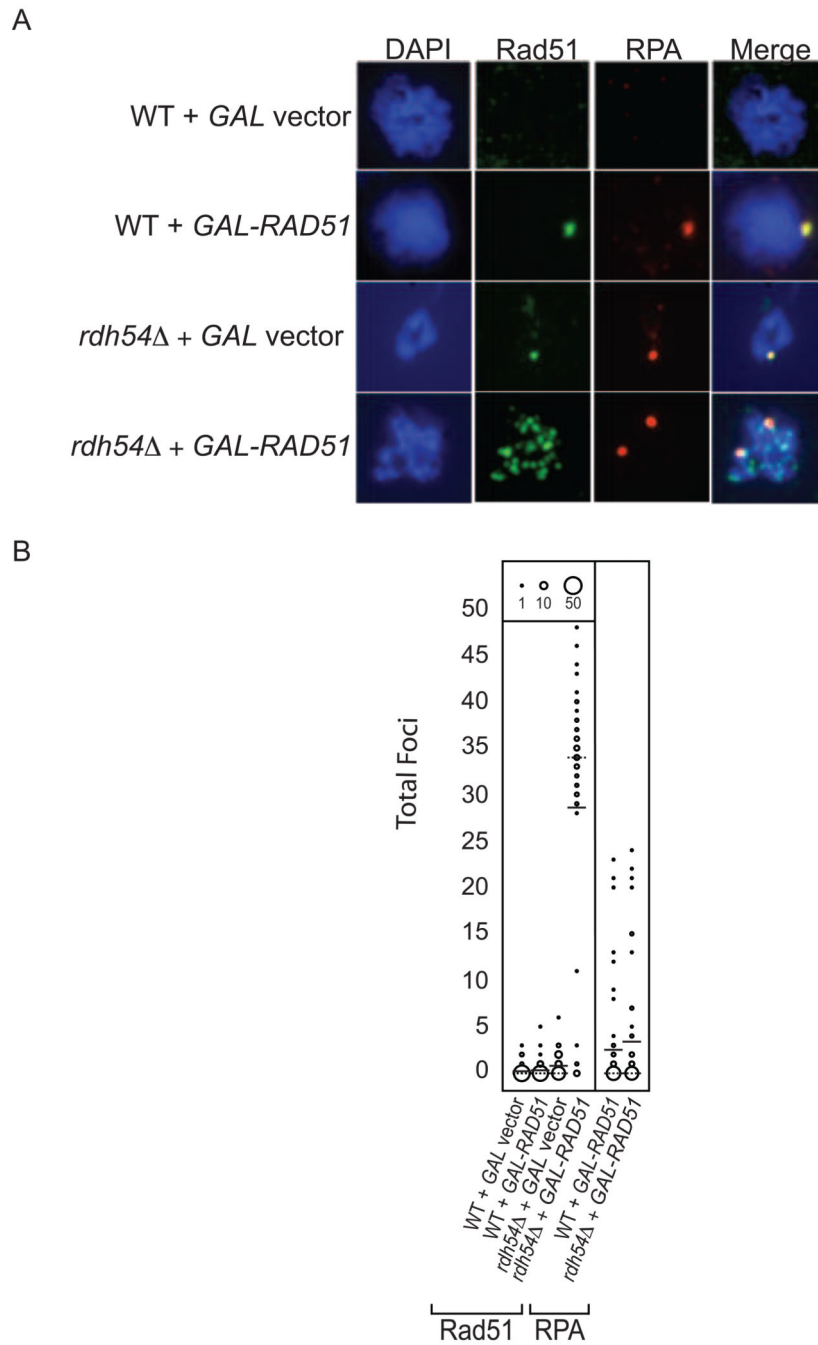 A
DAPI Rad51 RPA Merge
WT + GAL vector
WT + GAL-RAD51
rdh54Δ + GAL vector
rdh54Δ + GAL-RAD51
B
1 10 50
Total Foci
50
45
40
35
30
25
20
15
10
5
0
WT + GAL vector
WT + GAL-RAD51
rdh54Δ + GAL vector
rdh54Δ + GAL-RAD51
WT + GAL-RAD51
rdh54Δ + GAL-RAD51
Rad51 RPA